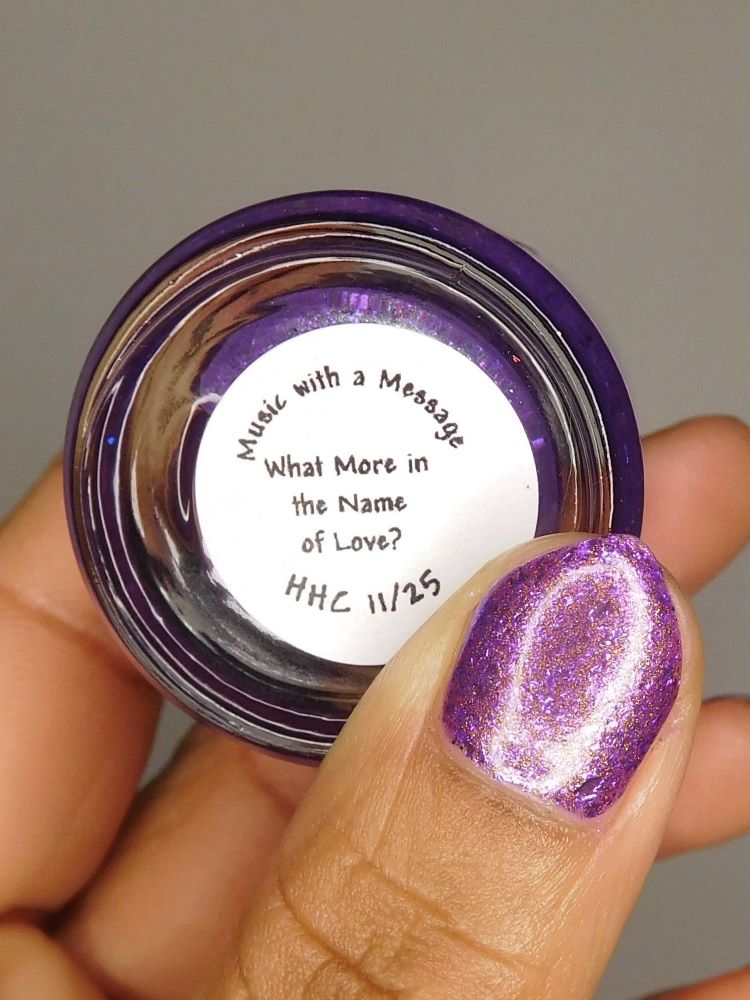 Music with a Message
What More in
the Name
of Love?
HHC 11/25